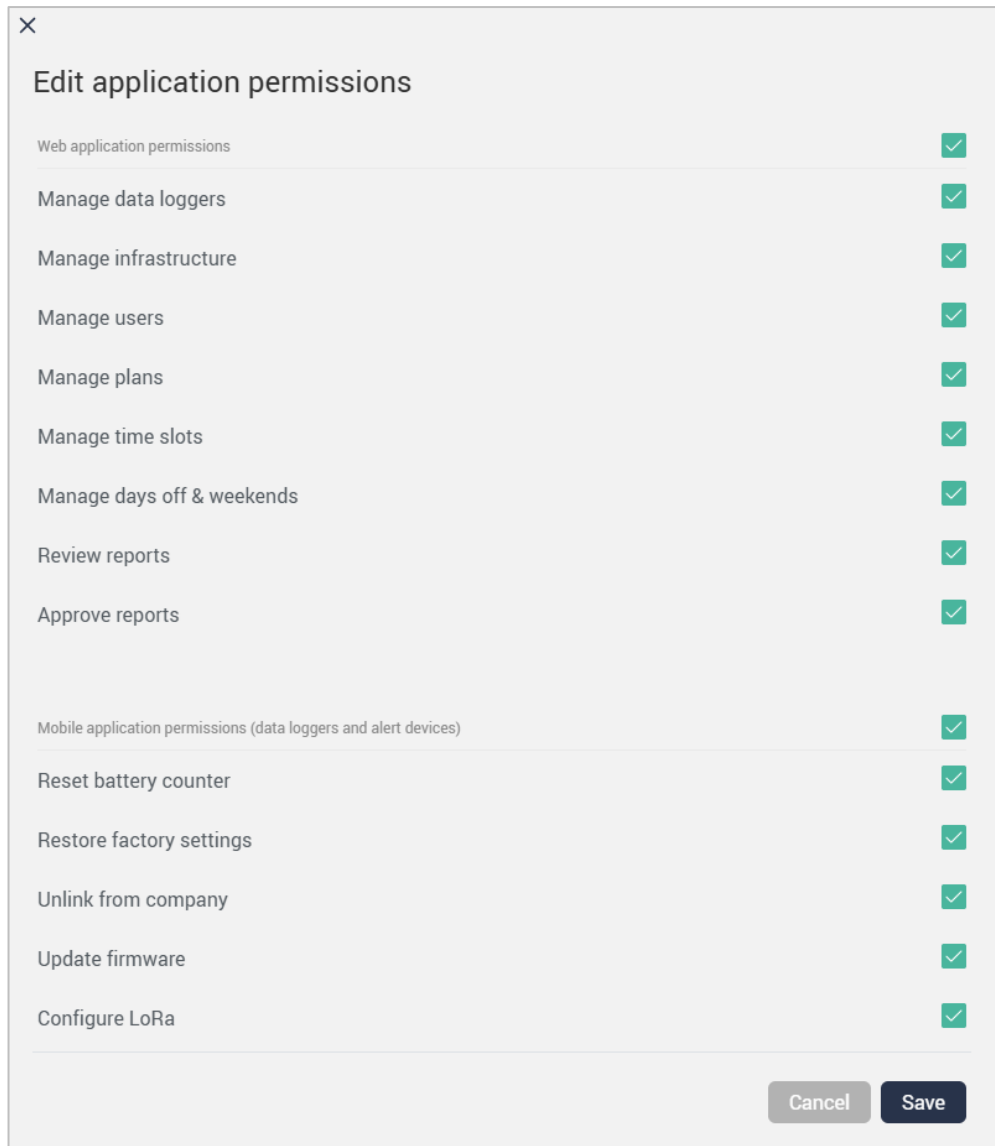 Edit application permissions
Web application permissions
Manage data loggers
Manage infrastructure
Manage users
Manage plans
Manage time slots
Manage days off & weekends
Review reports
Approve reports
Mobile application permissions (data loggers and alert devices)
Reset battery counter
Restore factory settings
Unlink from company
Update firmware
Configure LoRa
Cancel Save